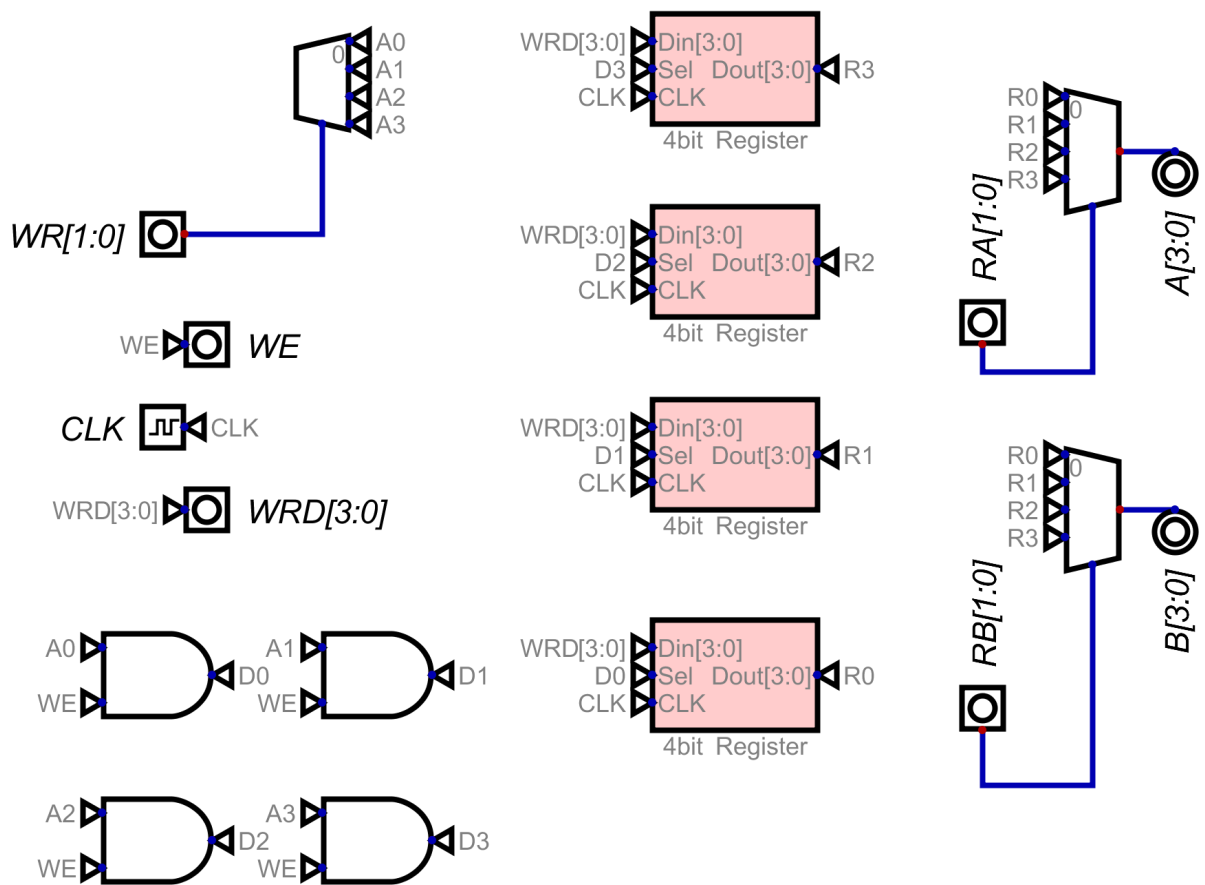 0
A0
A1
A2
A3
WR[1:0]
WE
WE
CLK
CLK
WRD[3:0]
WRD[3:0]
A0
WE
D0
A1
WE
D1
A2
WE
D2
A3
WE
D3
WRD[3:0]
Din[3:0]
D3
Sel
Dout[3:0]
R3
CLK
CLK
4bit Register
WRD[3:0]
Din[3:0]
D2
Sel
Dout[3:0]
R2
CLK
CLK
4bit Register
WRD[3:0]
Din[3:0]
D1
Sel
Dout[3:0]
R1
CLK
CLK
4bit Register
WRD[3:0]
Din[3:0]
D0
Sel
Dout[3:0]
R0
CLK
CLK
4bit Register
R0
0
R1
R2
R3
RA[1:0]
A[3:0]
R0
0
R1
R2
R3
RB[1:0]
B[3:0]